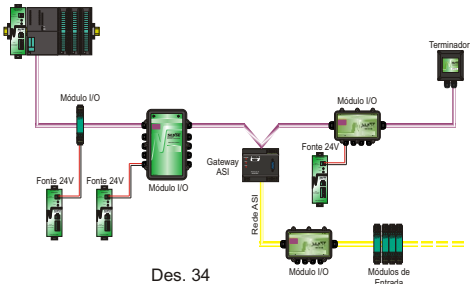 Terminador
Módulo I/O
Módulo I/O
Gateway
ASI
Fonte 24V
Fonte 24V
Módulo I/O
Fonte 24V
Rede ASI
Des. 34
Módulo I/O
Módulos de
Entrada